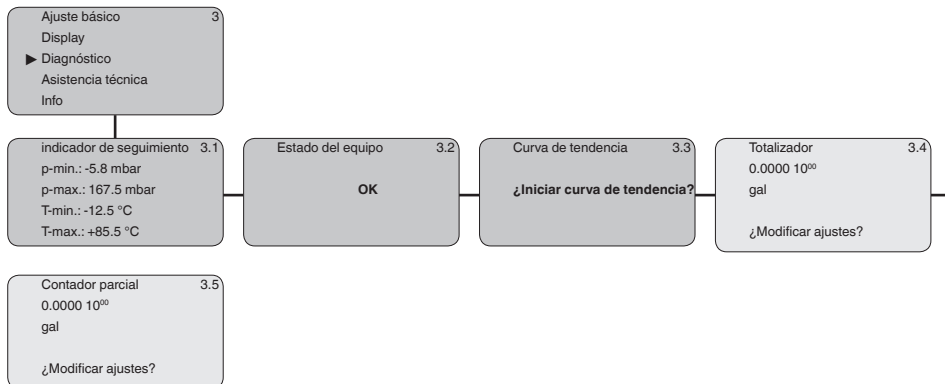 Ajuste básico 3
Display
▶ Diagnóstico
Asistencia técnica
Info
indicador de seguimiento 3.1
p-min.: -5.8 mbar
p-max.: 167.5 mbar
T-min.: -12.5 °C
T-max.: +85.5 °C
Estado del equipo 3.2
OK
Curva de tendencia 3.3
¿Iniciar curva de tendencia?
Totalizador 3.4
0.0000 10⁰⁰
gal
¿Modificar ajustes?
Contador parcial 3.5
0.0000 10⁰⁰
gal
¿Modificar ajustes?